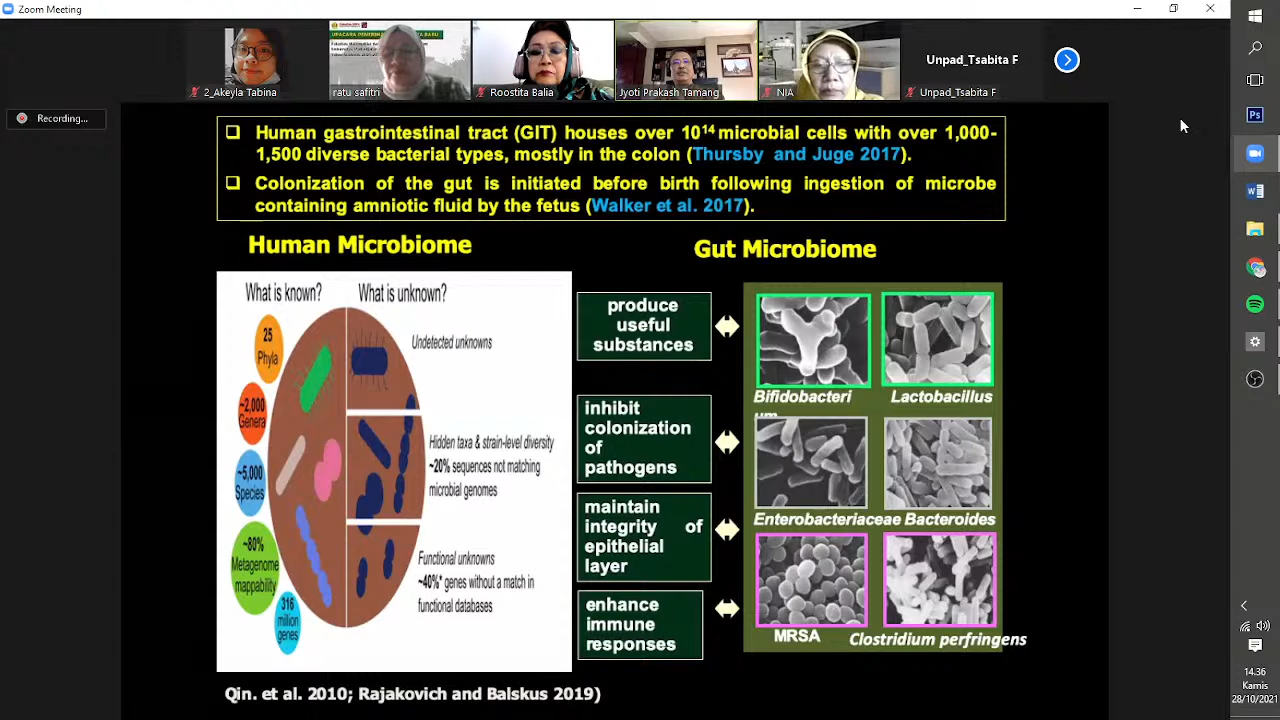 Zoom Meeting
UPACARA PENERIMAAN
2_Akeyla Tabina
ratu safitri
Roostita Balia
Jyoti Prakash Tamang
NIA
Unpad_Tsabita F
Unpad_Tsabita F
Recording...
❑ Human gastrointestinal tract (GIT) houses over 10¹⁴ microbial cells with over 1,000-
1,500 diverse bacterial types, mostly in the colon (Thursby and Juge 2017).
❑ Colonization of the gut is initiated before birth following ingestion of microbe
containing amniotic fluid by the fetus (Walker et al. 2017).
Human Microbiome
Gut Microbiome
What is known?
What is unknown?
25
Phyla
~2,000
Genera
~5,000
Species
~80%
Metagenome
mappability
316
million
genes
Undetected unknowns
Hidden taxa & strain-level diversity
~20% sequences not matching
microbial genomes
Functional unknowns
~40%* genes without a match in
functional databases
produce
useful
substances
inhibit
colonization
of
pathogens
maintain
integrity of
epithelial
layer
enhance
immune
responses
Bifidobacteri
um
Lactobacillus
Enterobacteriaceae Bacteroides
MRSA
Clostridium perfringens
Qin. et al. 2010; Rajakovich and Balskus 2019)
Ps
W
14.36
Kamis
28/10/2021